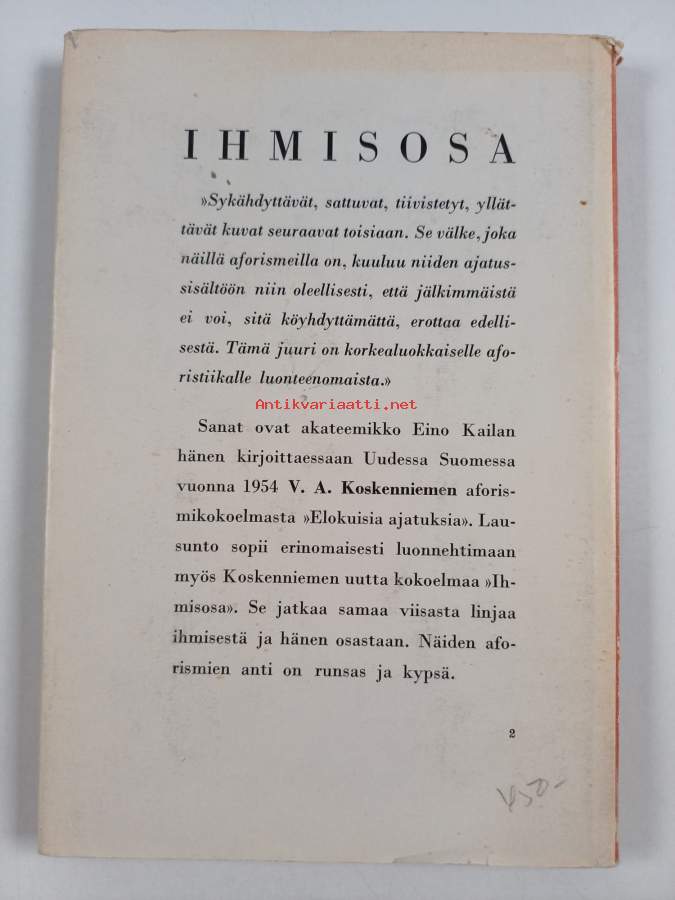 IHMISOSA
»Sykähdyttävät, sattuvat, tiivistetyt, yllät-
tävät kuvat seuraavat toisiaan. Se välke, joka
näillä aforismeilla on, kuuluu niiden ajatus-
sisältöön niin oleellisesti, että jälkimmäistä
ei voi, sitä köyhdyttämättä, erottaa edelli-
sestä. Tämä juuri on korkealuokkaiselle afo-
ristiikalle luonteenomaista.»
Antikvariaatti.net
Sanat ovat akateemikko Eino Kailan
hänen kirjoittaessaan Uudessa Suomessa
vuonna 1954 V. A. Koskenniemen aforis-
mikokoelmasta »Elokuisia ajatuksia». Lau-
sunto sopii erinomaisesti luonnehtimaan
myös Koskenniemen uutta kokoelmaa »Ih-
misosa». Se jatkaa samaa viisasta linjaa
ihmisestä ja hänen osastaan. Näiden afo-
rismien anti on runsas ja kypsä.
2